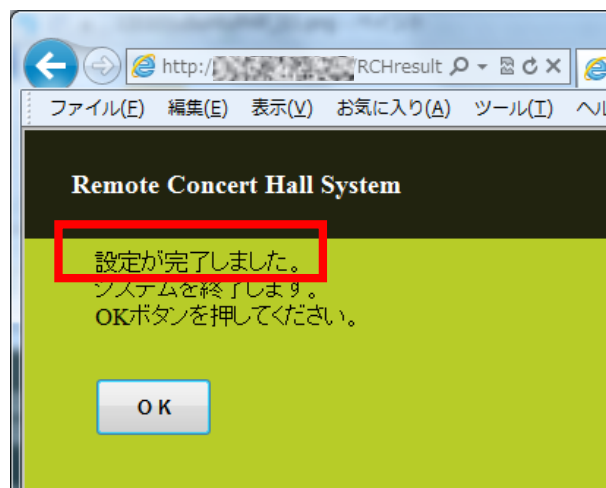 http:/ /RCHresult
ファイル(F) 編集(E) 表示(V) お気に入り(A) ツール(T) ヘル
Remote Concert Hall System
設定が完了しました。
システムを終了します。
OKボタンを押してください。
OK